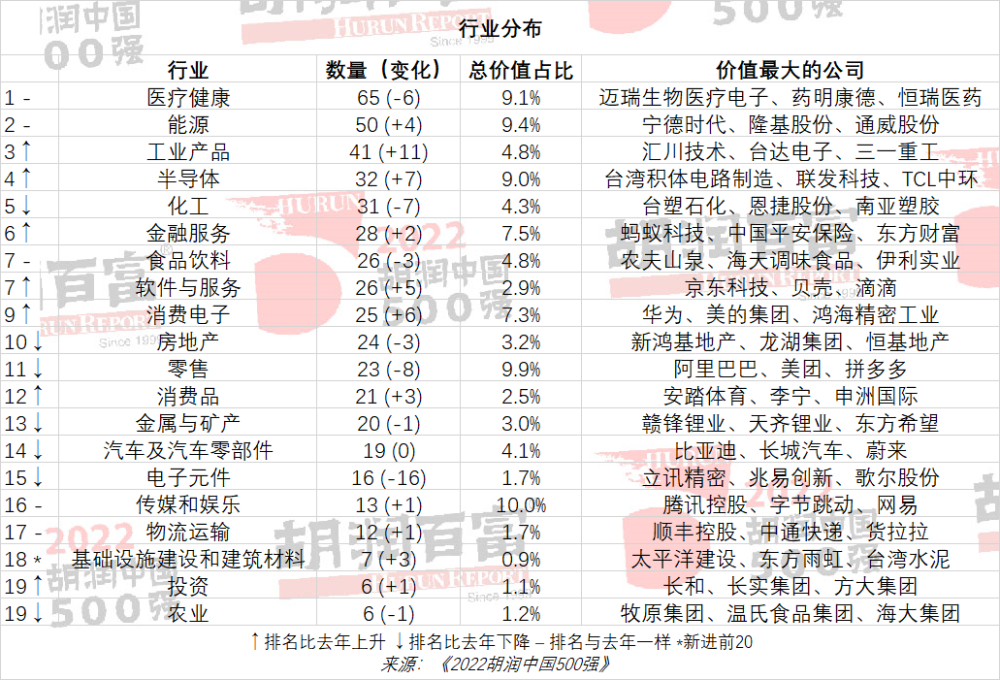 行业分布
行业 数量（变化） 总价值占比 价值最大的公司
1 - 医疗健康 65 (-6) 9.1% 迈瑞生物医疗电子、药明康德、恒瑞医药
2 - 能源 50 (+4) 9.4% 宁德时代、隆基股份、通威股份
3↑ 工业产品 41 (+11) 4.8% 汇川技术、台达电子、三一重工
4↑ 半导体 32 (+7) 9.0% 台湾积体电路制造、联发科技、TCL中环
5↓ 化工 31 (-7) 4.3% 台塑石化、恩捷股份、南亚塑胶
6↑ 金融服务 28 (+2) 7.5% 蚂蚁科技、中国平安保险、东方财富
7 - 食品饮料 26 (-3) 4.8% 农夫山泉、海天调味食品、伊利实业
7↑ 软件与服务 26 (+5) 2.9% 京东科技、贝壳、滴滴
9↑ 消费电子 25 (+6) 7.3% 华为、美的集团、鸿海精密工业
10↓ 房地产 24 (-3) 3.2% 新鸿基地产、龙湖集团、恒基地产
11↓ 零售 23 (-8) 9.9% 阿里巴巴、美团、拼多多
12↑ 消费品 21 (+3) 2.5% 安踏体育、李宁、申洲国际
13↓ 金属与矿产 20 (-1) 3.0% 赣锋锂业、天齐锂业、东方希望
14↓ 汽车及汽车零部件 19 (0) 4.1% 比亚迪、长城汽车、蔚来
15↓ 电子元件 16 (-16) 1.7% 立讯精密、兆易创新、歌尔股份
16 - 传媒和娱乐 13 (+1) 10.0% 腾讯控股、字节跳动、网易
17 - 物流运输 12 (+1) 1.7% 顺丰控股、中通快递、货拉拉
18 * 基础设施建设和建筑材料 7 (+3) 0.9% 太平洋建设、东方雨虹、台湾水泥
19↑ 投资 6 (+1) 1.1% 长和、长实集团、方大集团
19↓ 农业 6 (-1) 1.2% 牧原集团、温氏食品集团、海大集团
↑排名比去年上升 ↓排名比去年下降 – 排名与去年一样 *新进前20
来源：《2022胡润中国500强》